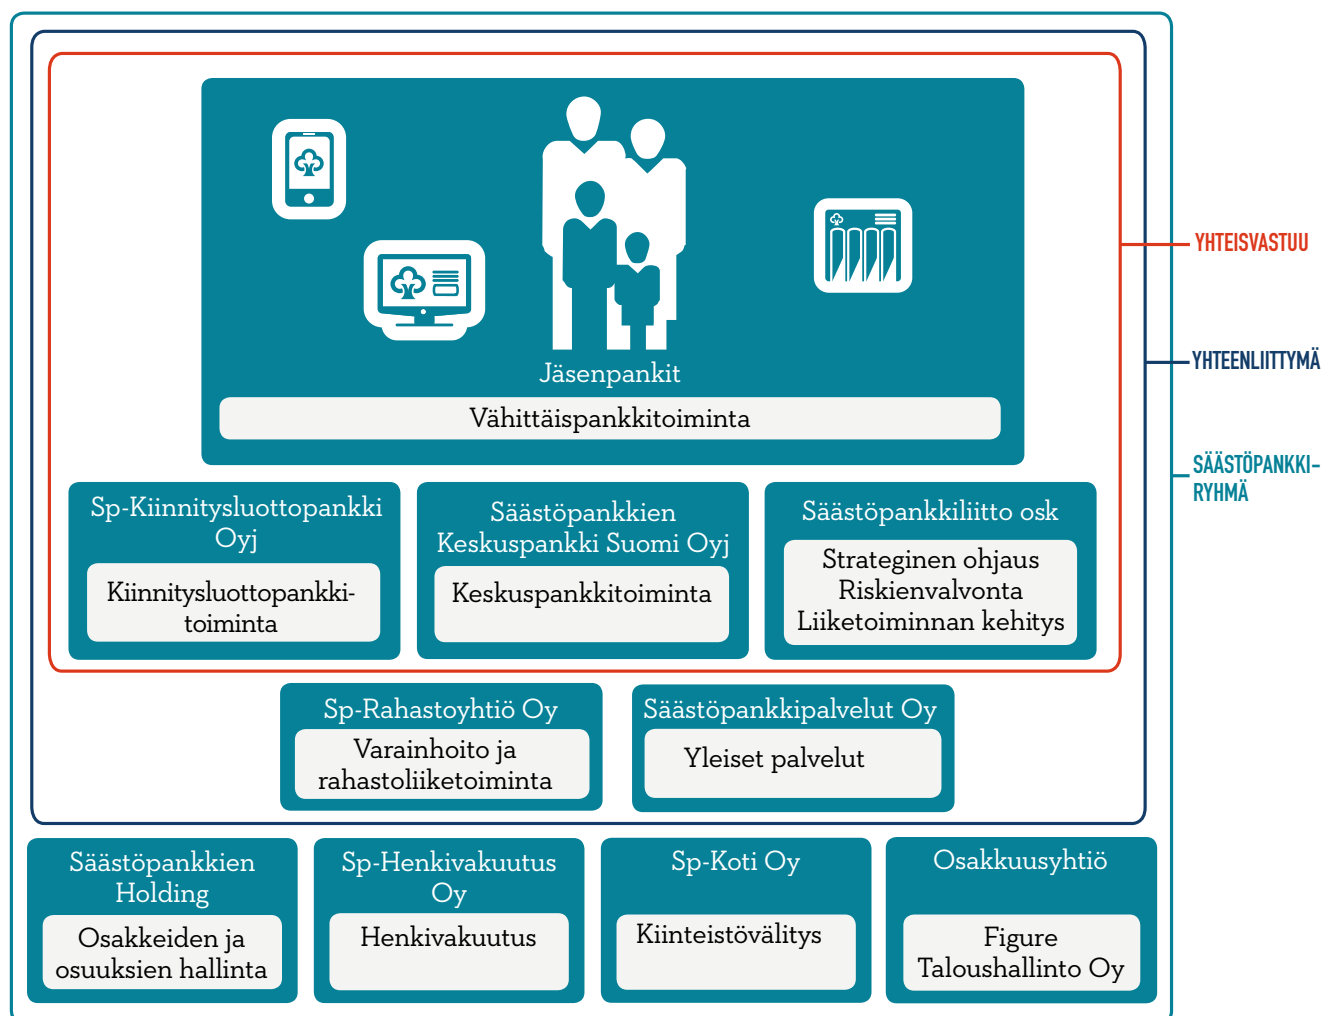 Jäsenpankit
Vähittäispankkitoiminta
YHTEISVASTUU
YHTEENLIITTYMÄ
SÄÄSTÖPANKKI-
RYHMÄ
Sp-Kiinnitysluottopankki
Oyj
Kiinnitysluottopankki-
toiminta
Säästöpankkien
Keskuspankki Suomi Oyj
Keskuspankkitoiminta
Säästöpankkiliitto osk
Strateginen ohjaus
Riskienvalvonta
Liiketoiminnan kehitys
Sp-Rahastoyhtiö Oy
Varainhoito ja
rahastoliiketoiminta
Säästöpankkipalvelut Oy
Yleiset palvelut
Säästöpankkien
Holding
Osakkeiden ja
osuuksien hallinta
Sp-Henkivakuutus
Oy
Henkivakuutus
Sp-Koti Oy
Kiinteistövälitys
Osakkuusyhtiö
Figure
Taloushallinto Oy